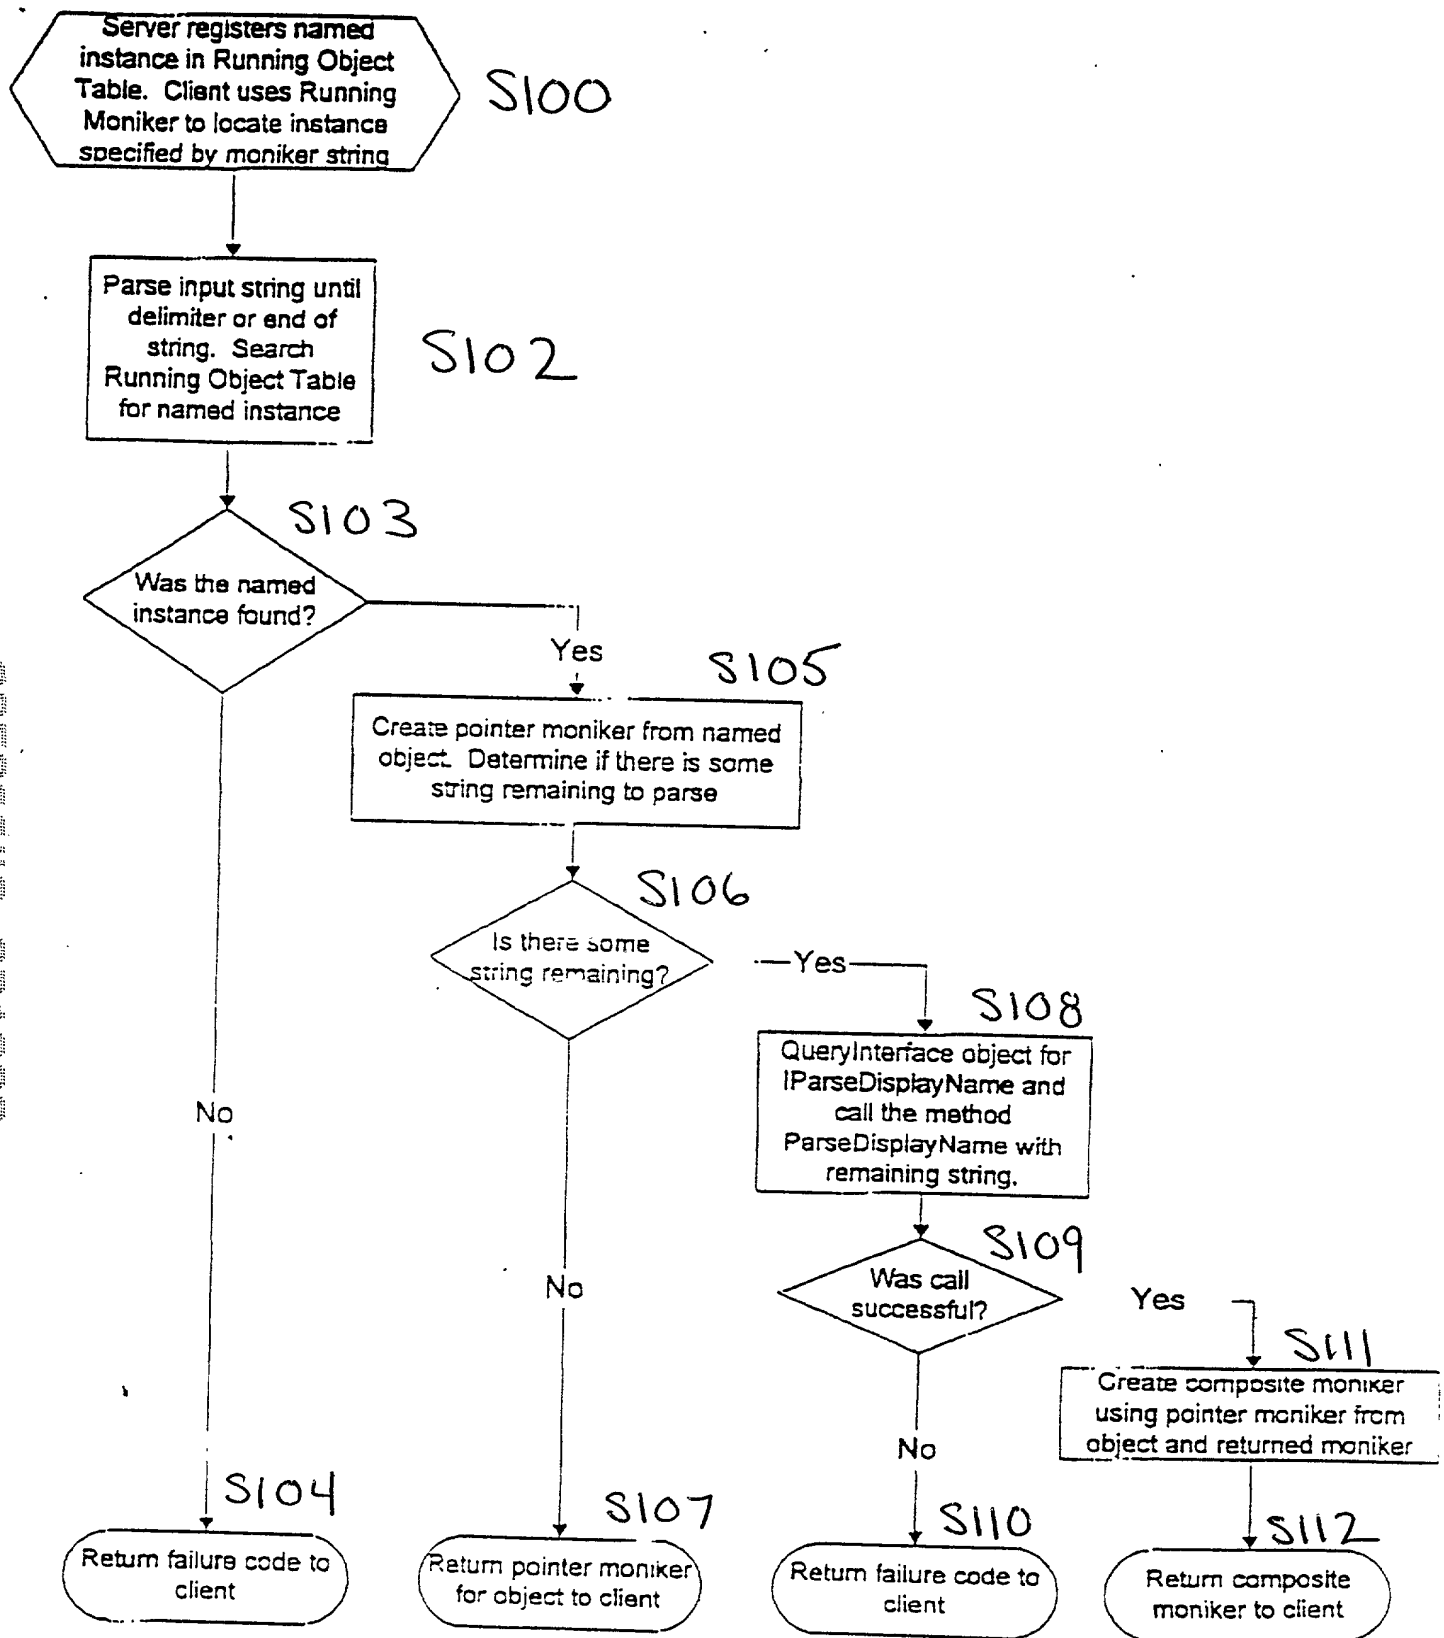 Server registers named
instance in Running Object
Table. Client uses Running
Moniker to locate instance
specified by moniker string
S100
Parse input string until
delimiter or end of
string. Search
Running Object Table
for named instance
S102
S103
Was the named
instance found?
Yes
S105
Create pointer moniker from named
object. Determine if there is some
string remaining to parse
S106
Is there some
string remaining?
Yes
S108
QueryInterface object for
IParseDisplayName and
call the method
ParseDisplayName with
remaining string.
No
S109
Was call
successful?
Yes
No
S111
Create composite moniker
using pointer moniker from
object and returned moniker
No
S104
Return failure code to
client
S107
Return pointer moniker
for object to client
S110
Return failure code to
client
S112
Return composite
moniker to client